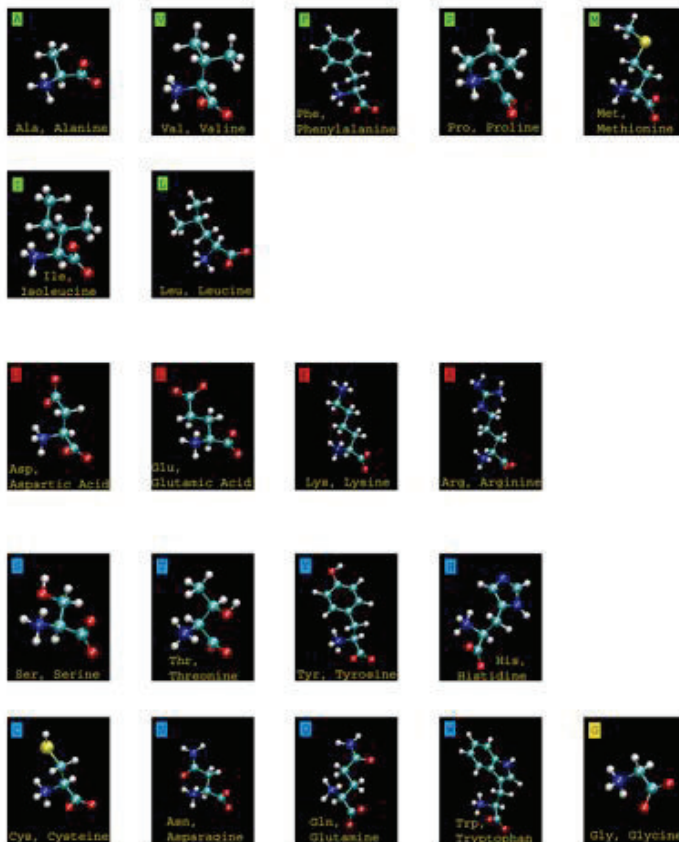 A
Ala, Alanine
V
Val, Valine
F
Phe,
Phenylalanine
Pro, Proline
M
Met,
Methionine
I
Ile,
Isoleucine
L
Leu, Leucine
Asp,
Aspartic Acid
Glu,
Glutamic Acid
Lys, Lysine
Arg, Arginine
S
Ser, Serine
T
Thr,
Threonine
Y
Tyr, Tyrosine
H
His,
Histidine
C
Cys, Cysteine
N
Asn,
Asparagine
Q
Gln,
Glutamine
W
Trp,
Tryptophan
G
Gly, Glycine